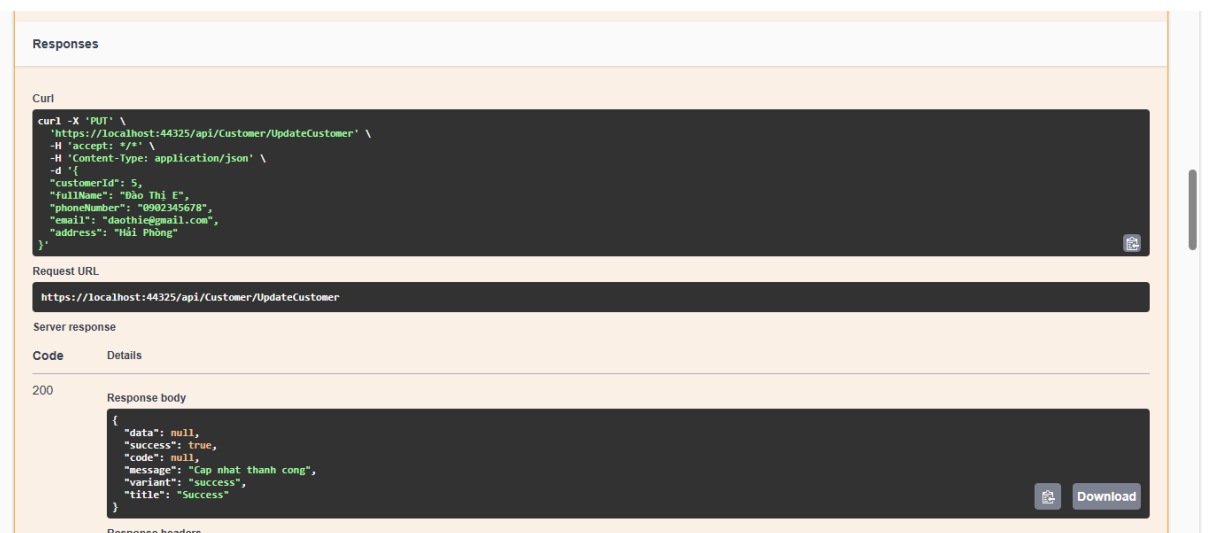 Responses
Curl
curl -X 'PUT' \
'https://localhost:44325/api/Customer/UpdateCustomer' \
-H 'accept: */*' \
-H 'Content-Type: application/json' \
-d '{
"customerId": 5,
"fullName": "Đào Thị E",
"phoneNumber": "0902345678",
"email": "daothie@gmail.com",
"address": "Hải Phòng"
}'
Request URL
https://localhost:44325/api/Customer/UpdateCustomer
Server response
Code Details
200
Response body
{
"data": null,
"success": true,
"code": null,
"message": "Cap nhat thanh cong",
"variant": "success",
"title": "Success"
}
Download
Response headers